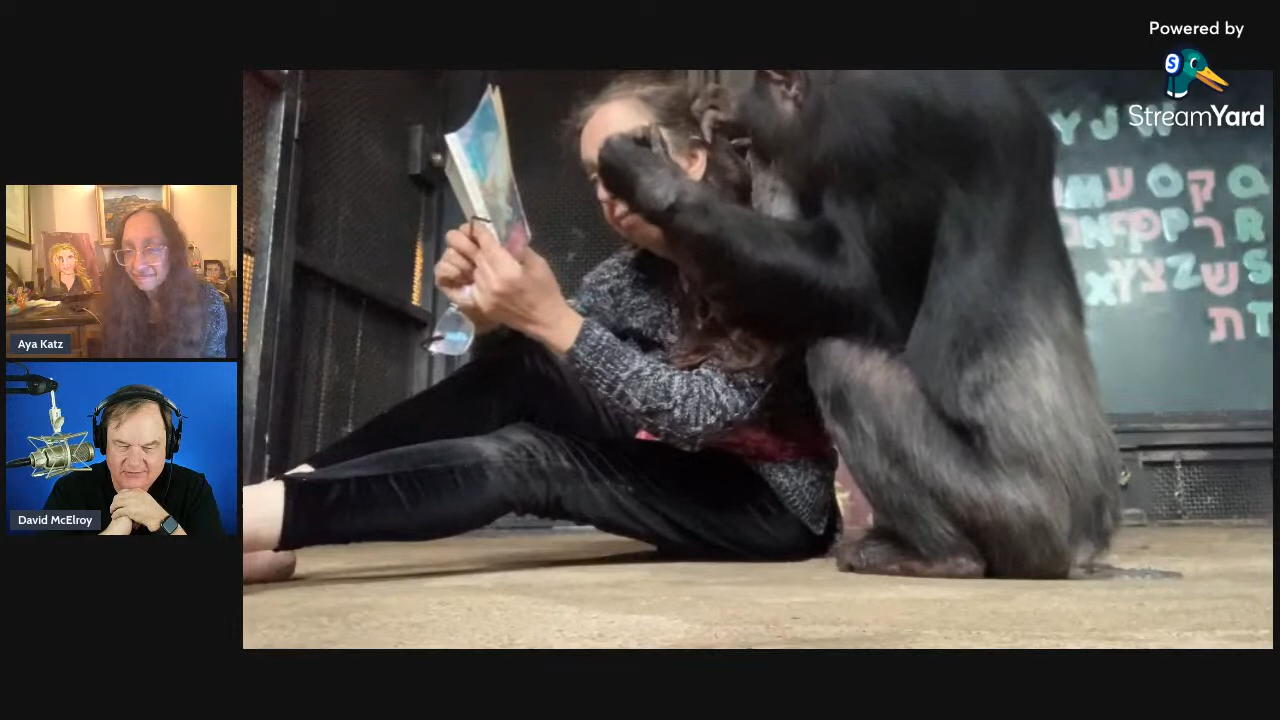 Powered by
S
StreamYard
Y J W
M ע O ק Q
N פ P ר R
X ץ צ Z ש S
ת T
Aya Katz
David McElroy